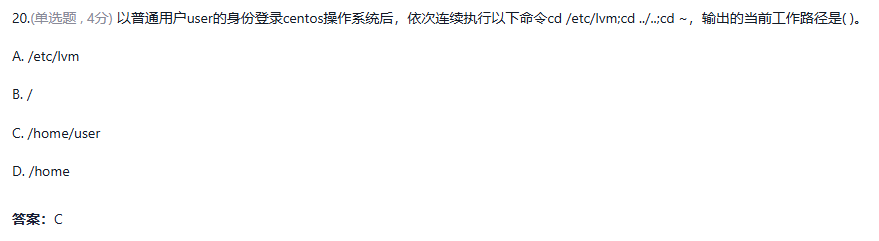 20.(单选题 , 4分) 以普通用户user的身份登录centos操作系统后，依次连续执行以下命令cd /etc/lvm;cd ../..;cd ~，输出的当前工作路径是( )。
A. /etc/lvm
B. /
C. /home/user
D. /home
答案：C